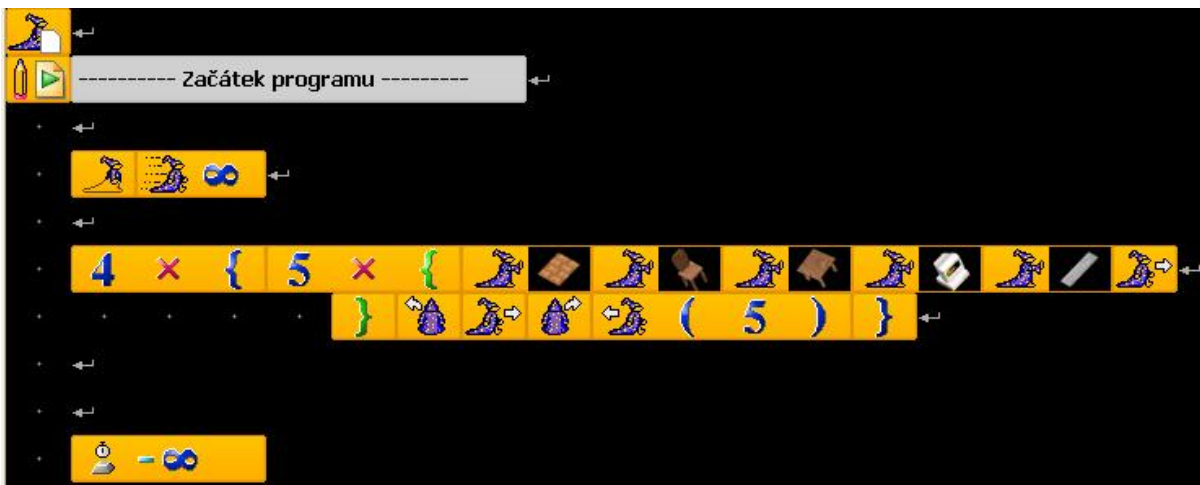 ---------- Začátek programu ---------
∞
4 × { 5 × {
} ( 5 ) }
- ∞